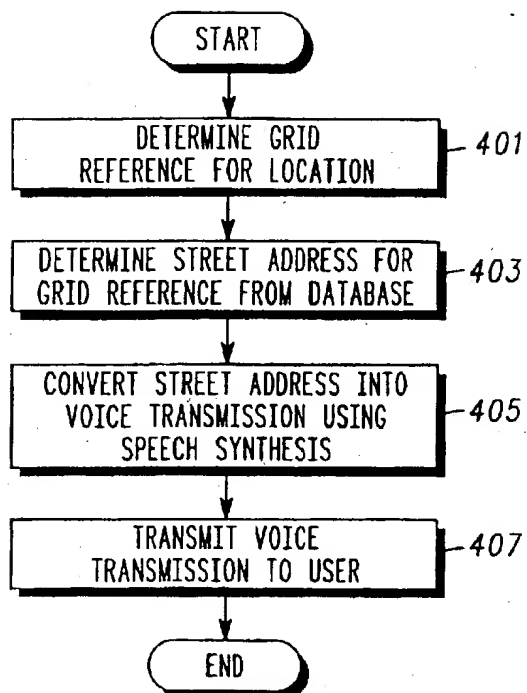 START
DETERMINE GRID
REFERENCE FOR LOCATION
401
DETERMINE STREET ADDRESS FOR
GRID REFERENCE FROM DATABASE
403
CONVERT STREET ADDRESS INTO
VOICE TRANSMISSION USING
SPEECH SYNTHESIS
405
TRANSMIT VOICE
TRANSMISSION TO USER
407
END